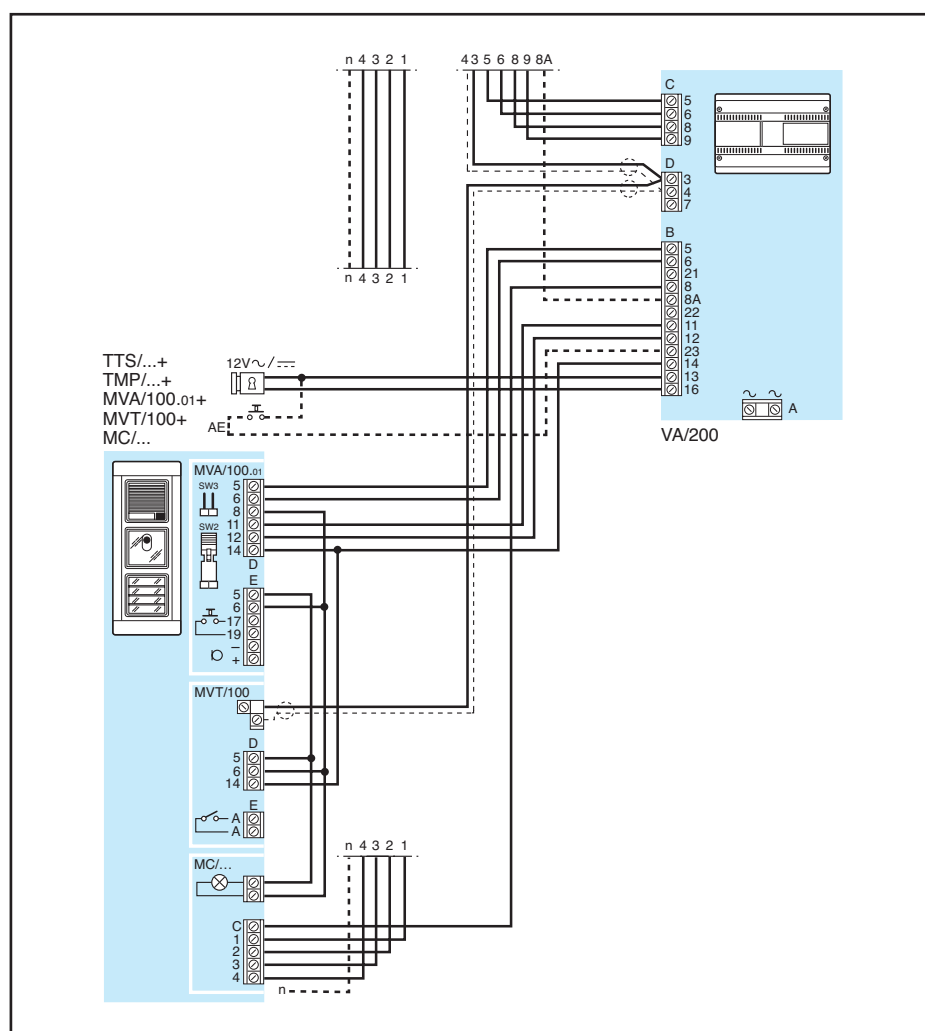 n 4 3 2 1
4 3 5 6 8 9 8A
C
5
6
8
9
D
3
4
7
B
5
6
21
8
8A
22
11
12
23
14
13
16
A
VA/200
n 4 3 2 1
TTS/...+
TMP/...+
MVA/100.01+
MVT/100+
MC/...
12V
AE
MVA/100.01
SW3
SW2
5
6
8
11
12
14
D
E
5
6
17
19
–
+
MVT/100
D
5
6
14
E
A
A
n 4 3 2 1
MC/...
C
1
2
3
4
n